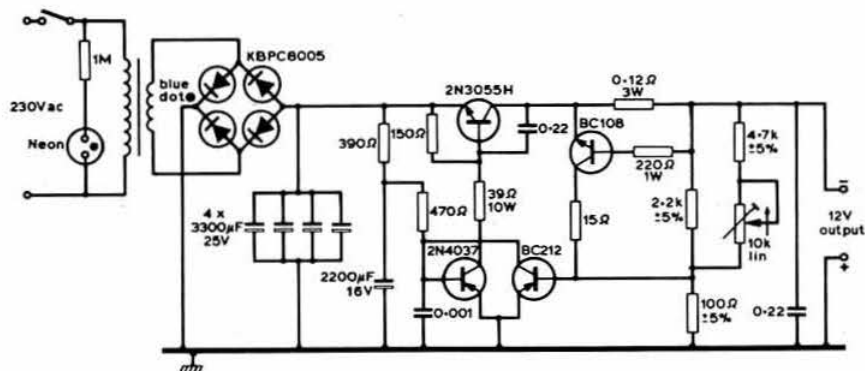 KBPC8005
1M
blue
dot
230Vac
Neon
4 x
3300µF
25V
390Ω
150Ω
2N3055H
0·22
BC108
0·12Ω
3W
220Ω
1W
4·7k
±5%
2·2k
±5%
10k
lin
12V
output
+
470Ω
39Ω
10W
15Ω
2N4037
BC212
2200µF
16V
0·001
100Ω
±5%
0·22